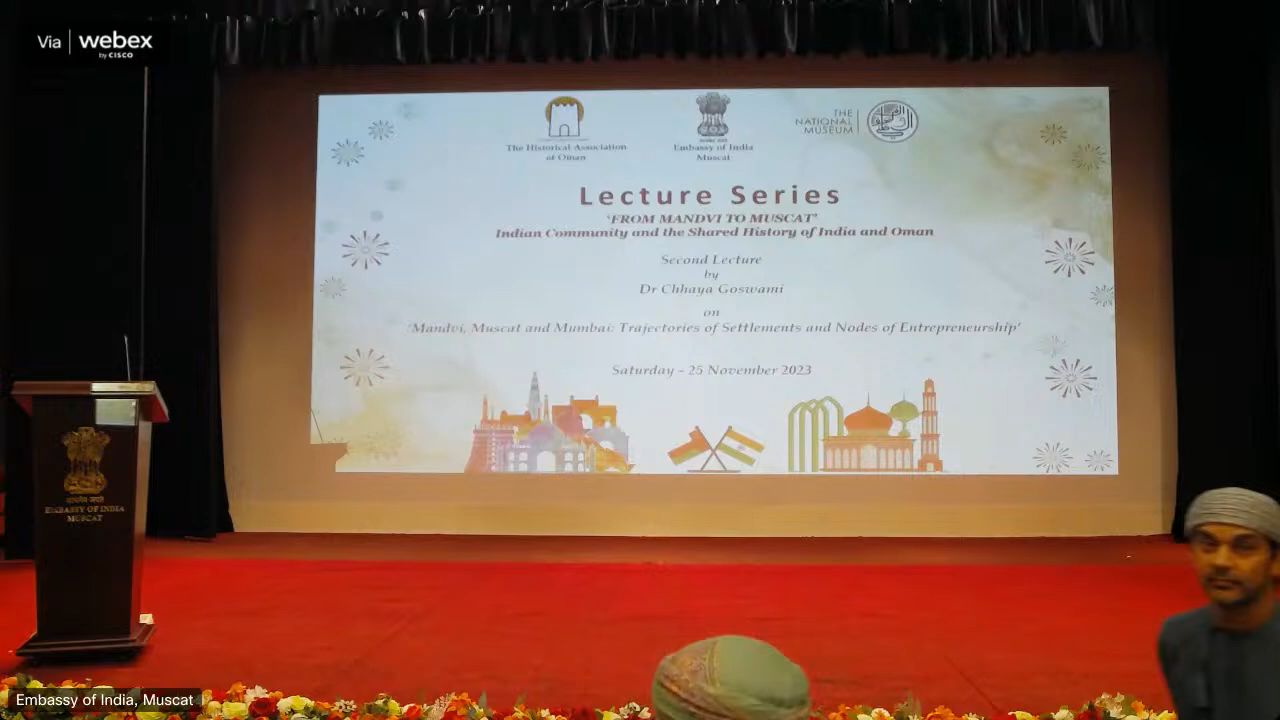 Via webex
by CISCO
The Historical Association
of Oman
Embassy of India
Muscat
THE
NATIONAL
MUSEUM
Lecture Series
'FROM MANDVI TO MUSCAT'
Indian Community and the Shared History of India and Oman
Second Lecture
by
Dr Chhaya Goswami
on
'Mandvi, Muscat and Mumbai: Trajectories of Settlements and Nodes of Entrepreneurship'
Saturday - 25 November 2023
सत्यमेव जयते
EMBASSY OF INDIA
MUSCAT
Embassy of India, Muscat